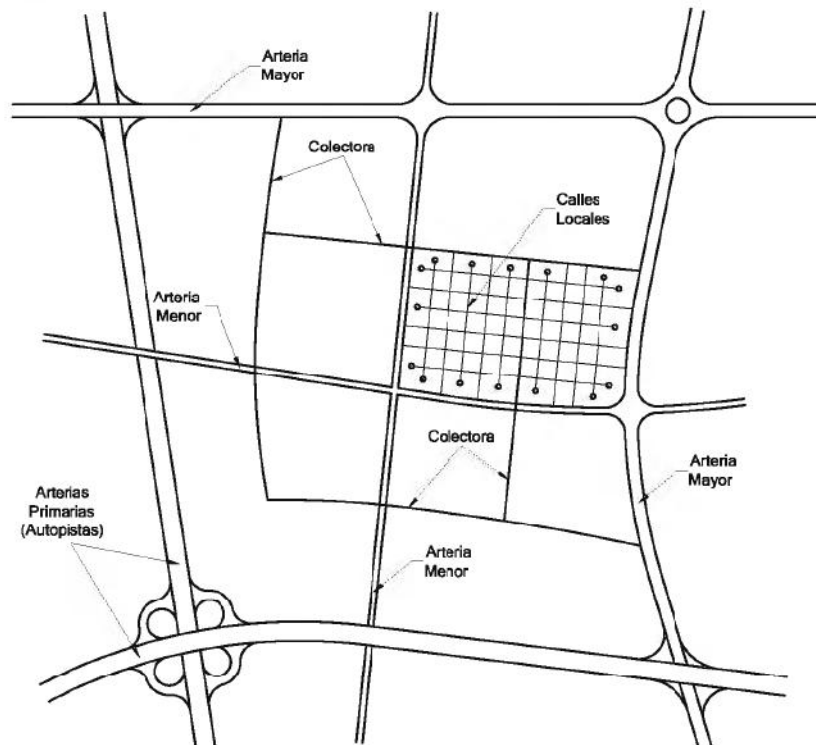 Arteria
Mayor
Colectora
Calles
Locales
Arteria
Menor
Colectora
Arteria
Mayor
Arterias
Primarias
(Autopistas)
Arteria
Menor